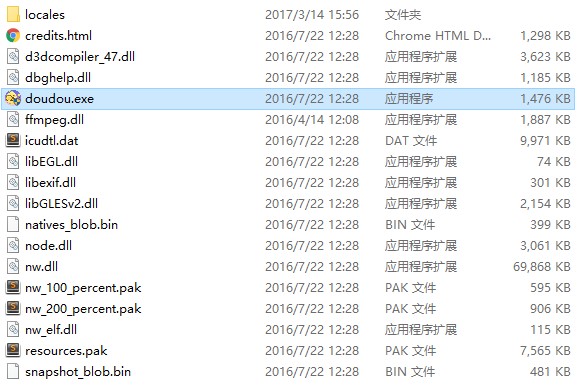 locales 2017/3/14 15:56 文件夹
credits.html 2016/7/22 12:28 Chrome HTML D... 1,298 KB
d3dcompiler_47.dll 2016/7/22 12:28 应用程序扩展 3,623 KB
dbghelp.dll 2016/7/22 12:28 应用程序扩展 1,185 KB
doudou.exe 2016/7/22 12:28 应用程序 1,476 KB
ffmpeg.dll 2016/4/14 12:08 应用程序扩展 1,887 KB
icudtl.dat 2016/7/22 12:28 DAT 文件 9,971 KB
libEGL.dll 2016/7/22 12:28 应用程序扩展 74 KB
libexif.dll 2016/7/22 12:28 应用程序扩展 301 KB
libGLESv2.dll 2016/7/22 12:28 应用程序扩展 2,154 KB
natives_blob.bin 2016/7/22 12:28 BIN 文件 399 KB
node.dll 2016/7/22 12:28 应用程序扩展 3,061 KB
nw.dll 2016/7/22 12:28 应用程序扩展 69,868 KB
nw_100_percent.pak 2016/7/22 12:28 PAK 文件 595 KB
nw_200_percent.pak 2016/7/22 12:28 PAK 文件 906 KB
nw_elf.dll 2016/7/22 12:28 应用程序扩展 115 KB
resources.pak 2016/7/22 12:28 PAK 文件 7,565 KB
snapshot_blob.bin 2016/7/22 12:28 BIN 文件 481 KB